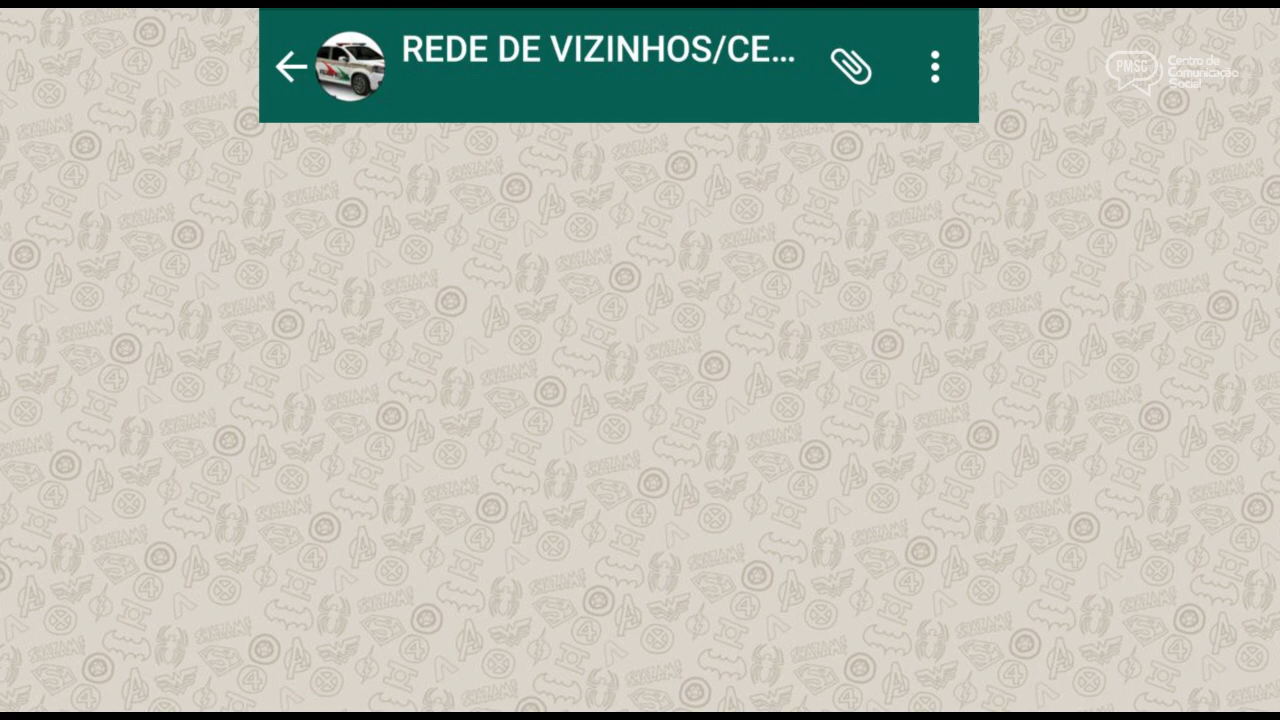 REDE DE VIZINHOS/CE...
PMSC
Centro de
Comunicação
Social